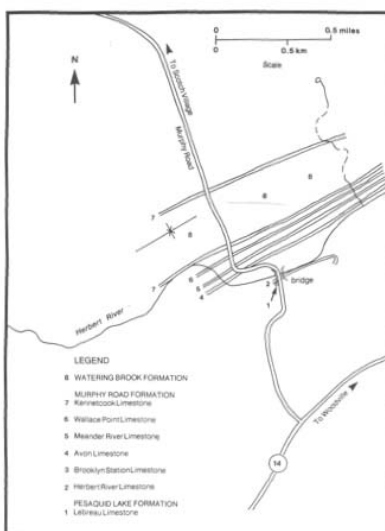 0 0.5 miles
0 0.5 km
Scale
N
To Scotch Village
Murphy Road
8
6
7
8
7
6
5
4
2
bridge
1
Herbert River
To Woodville
14
LEGEND
8 WATERING BROOK FORMATION
MURPHY ROAD FORMATION
7 Kennetcook Limestone
6 Wallace Point Limestone
5 Meander River Limestone
4 Avon Limestone
3 Brooklyn Station Limestone
2 Herbert River Limestone
PESAQUID LAKE FORMATION
1 Limestone